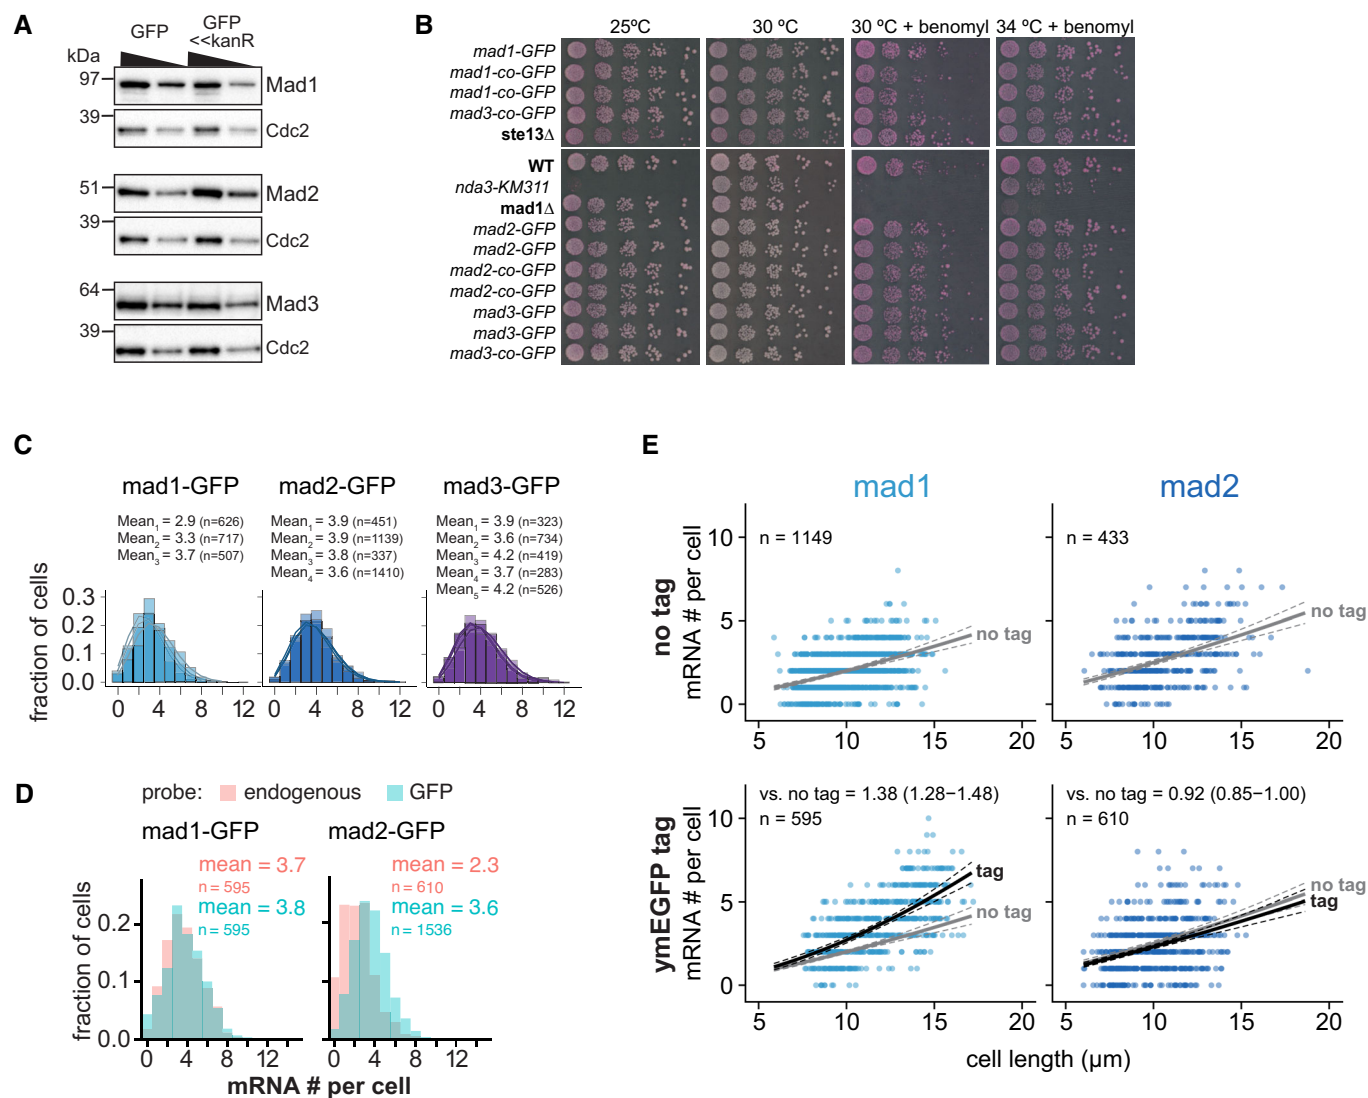 A
GFP
GFP
<<kanR
kDa
97
Mad1
39
Cdc2
51
Mad2
39
Cdc2
64
Mad3
39
Cdc2
B
25ºC
30 ºC
30 ºC + benomyl
34 ºC + benomyl
mad1-GFP
mad1-co-GFP
mad1-co-GFP
mad3-co-GFP
ste13Δ
WT
nda3-KM311
mad1Δ
mad2-GFP
mad2-GFP
mad2-co-GFP
mad2-co-GFP
mad3-GFP
mad3-GFP
mad3-co-GFP
C
mad1-GFP
Mean1 = 2.9 (n=626)
Mean2 = 3.3 (n=717)
Mean3 = 3.7 (n=507)
mad2-GFP
Mean1 = 3.9 (n=451)
Mean2 = 3.9 (n=1139)
Mean3 = 3.8 (n=337)
Mean4 = 3.6 (n=1410)
mad3-GFP
Mean1 = 3.9 (n=323)
Mean2 = 3.6 (n=734)
Mean3 = 4.2 (n=419)
Mean4 = 3.7 (n=283)
Mean5 = 4.2 (n=526)
fraction of cells
0.3
0.2
0.1
0.0
0 4 8 12
0 4 8 12
0 4 8 12
D
probe: endogenous GFP
mad1-GFP
mean = 3.7
n = 595
mean = 3.8
n = 595
mad2-GFP
mean = 2.3
n = 610
mean = 3.6
n = 1536
fraction of cells
0.2
0.1
0.0
0 4 8 12
0 4 8 12
mRNA # per cell
E
mad1
mad2
no tag
mRNA # per cell
10
5
0
n = 1149
no tag
5 10 15 20
n = 433
no tag
5 10 15 20
ymEGFP tag
mRNA # per cell
10
5
0
vs. no tag = 1.38 (1.28−1.48)
n = 595
tag
no tag
5 10 15 20
vs. no tag = 0.92 (0.85−1.00)
n = 610
no tag
tag
5 10 15 20
cell length (µm)